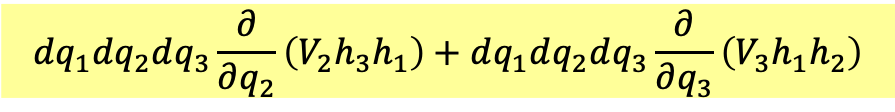 dq₁dq₂dq₃ ∂/∂q₂ (V₂h₃h₁) + dq₁dq₂dq₃ ∂/∂q₃ (V₃h₁h₂)